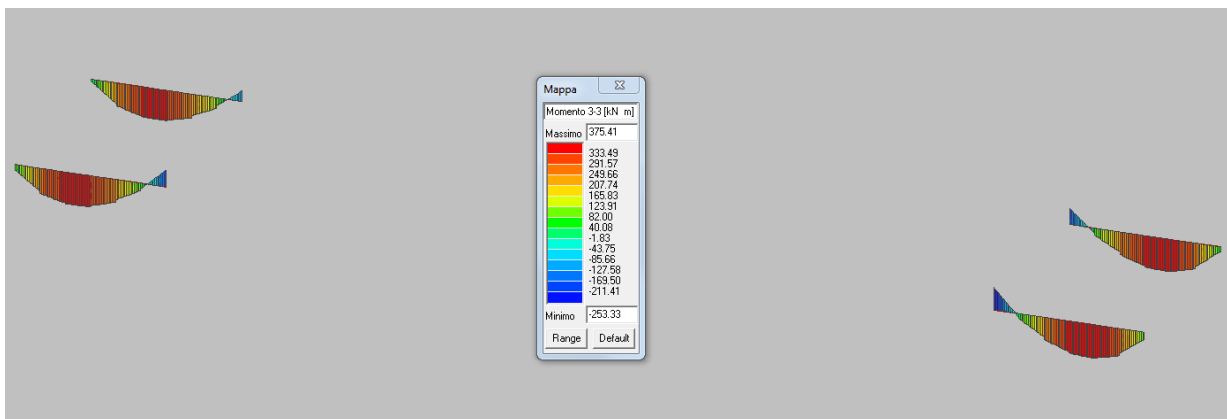 Mappa
Momento 3-3 [kN m]
Massimo 375.41
333.49
291.57
249.66
207.74
165.83
123.91
82.00
40.08
-1.83
-43.75
-85.66
-127.58
-169.50
-211.41
Minimo -253.33
Range Default